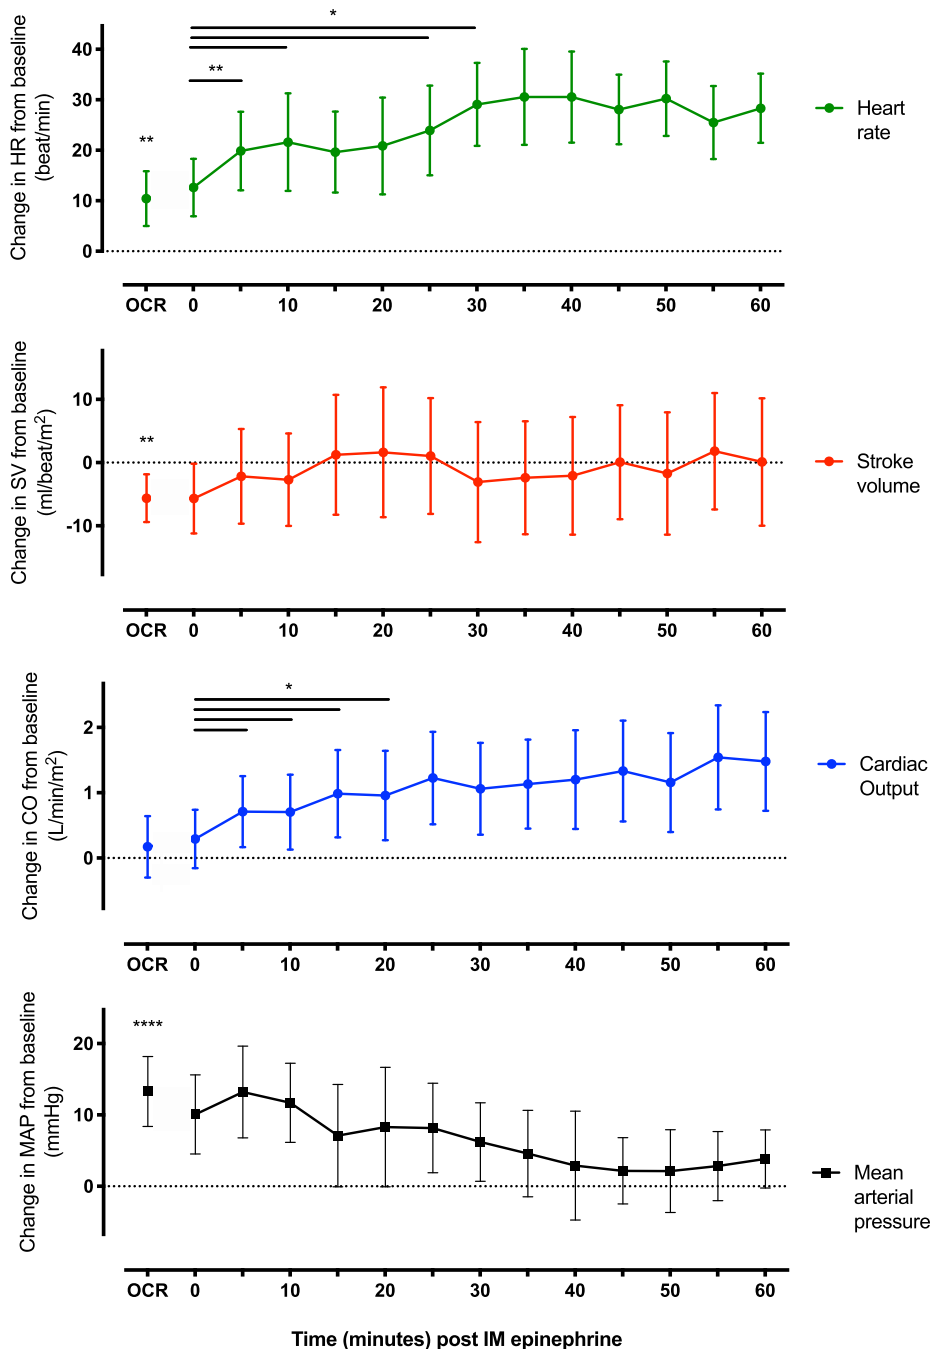 *
**
**
Change in HR from baseline
(beat/min)
40
30
20
10
0
Heart
rate
OCR 0 10 20 30 40 50 60
Change in SV from baseline
(ml/beat/m²)
**
10
0
-10
Stroke
volume
OCR 0 10 20 30 40 50 60
Change in CO from baseline
(L/min/m²)
*
2
1
0
Cardiac
Output
OCR 0 10 20 30 40 50 60
Change in MAP from baseline
(mmHg)
****
20
10
0
Mean
arterial
pressure
OCR 0 10 20 30 40 50 60
Time (minutes) post IM epinephrine